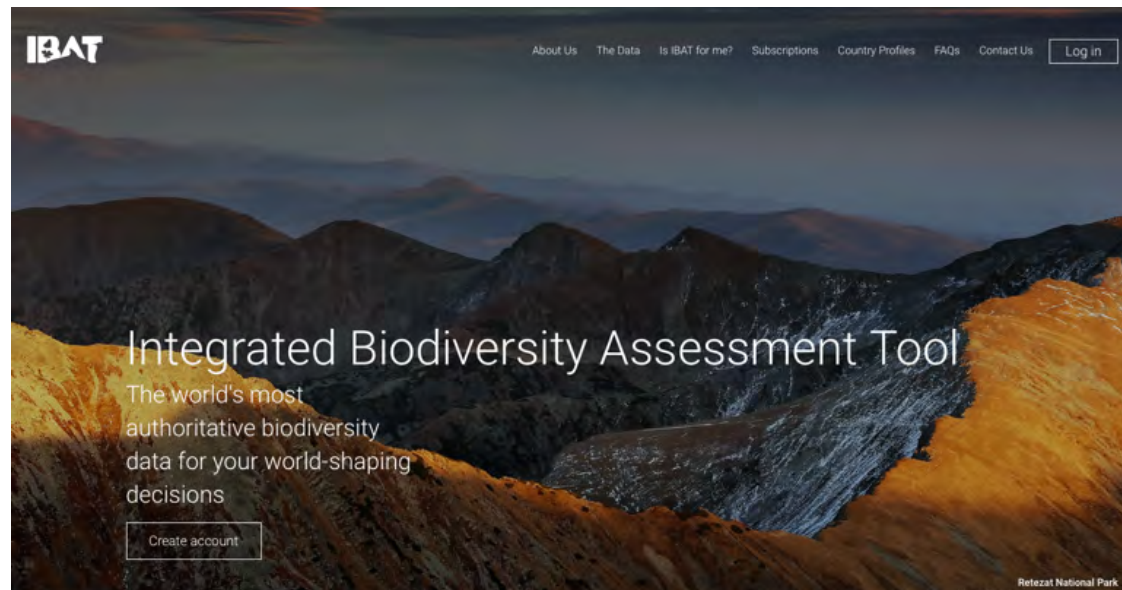 IBAT
About Us The Data Is IBAT for me? Subscriptions Country Profiles FAQs Contact Us Log in
Integrated Biodiversity Assessment Tool
The world's most
authoritative biodiversity
data for your world-shaping
decisions
Create account
Retezat National Park